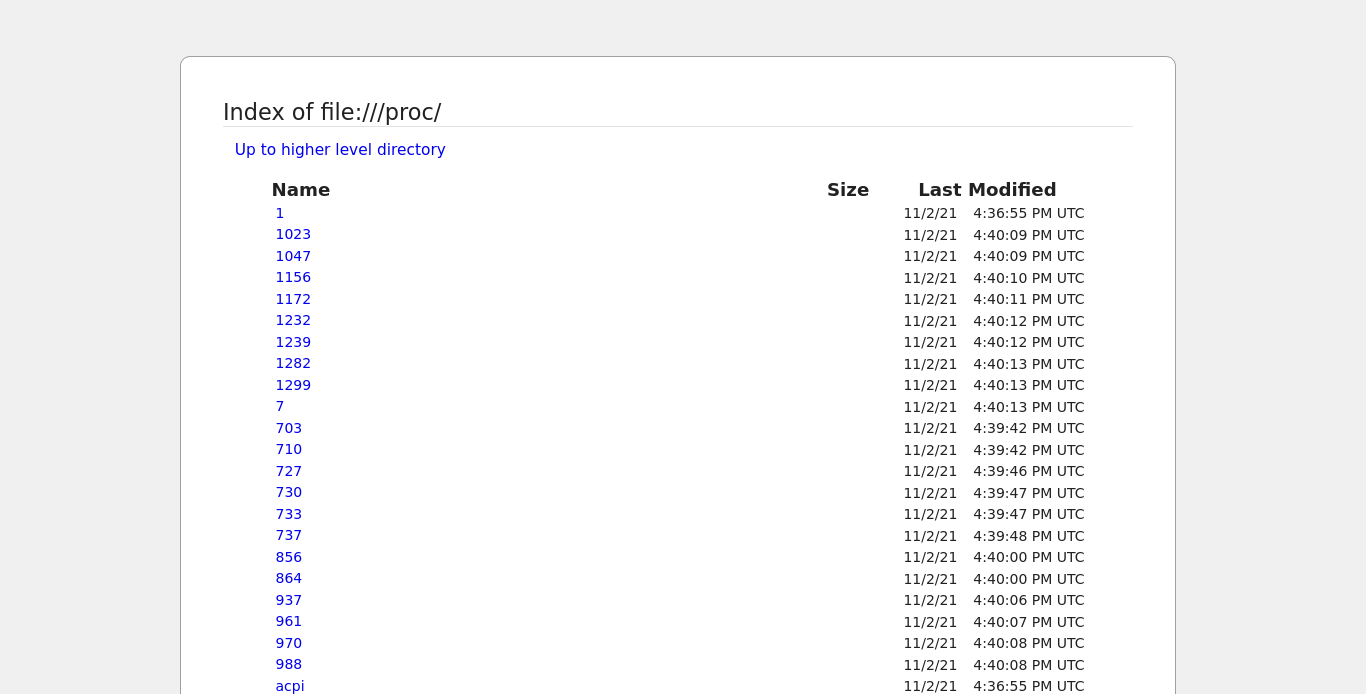 Index of file:///proc/
Up to higher level directory
Name Size Last Modified
1 11/2/21 4:36:55 PM UTC
1023 11/2/21 4:40:09 PM UTC
1047 11/2/21 4:40:09 PM UTC
1156 11/2/21 4:40:10 PM UTC
1172 11/2/21 4:40:11 PM UTC
1232 11/2/21 4:40:12 PM UTC
1239 11/2/21 4:40:12 PM UTC
1282 11/2/21 4:40:13 PM UTC
1299 11/2/21 4:40:13 PM UTC
7 11/2/21 4:40:13 PM UTC
703 11/2/21 4:39:42 PM UTC
710 11/2/21 4:39:42 PM UTC
727 11/2/21 4:39:46 PM UTC
730 11/2/21 4:39:47 PM UTC
733 11/2/21 4:39:47 PM UTC
737 11/2/21 4:39:48 PM UTC
856 11/2/21 4:40:00 PM UTC
864 11/2/21 4:40:00 PM UTC
937 11/2/21 4:40:06 PM UTC
961 11/2/21 4:40:07 PM UTC
970 11/2/21 4:40:08 PM UTC
988 11/2/21 4:40:08 PM UTC
acpi 11/2/21 4:36:55 PM UTC